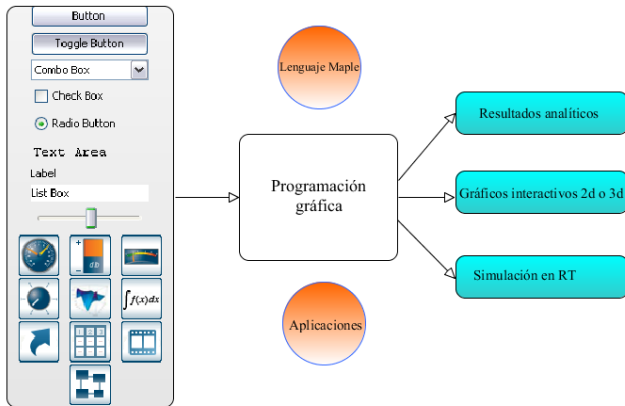 Button
Toggle Button
Combo Box
Check Box
Radio Button
Text Area
Label
List Box
∫f(x)dx
Lenguaje Maple
Programación
gráfica
Aplicaciones
Resultados analíticos
Gráficos interactivos 2d o 3d
Simulación en RT